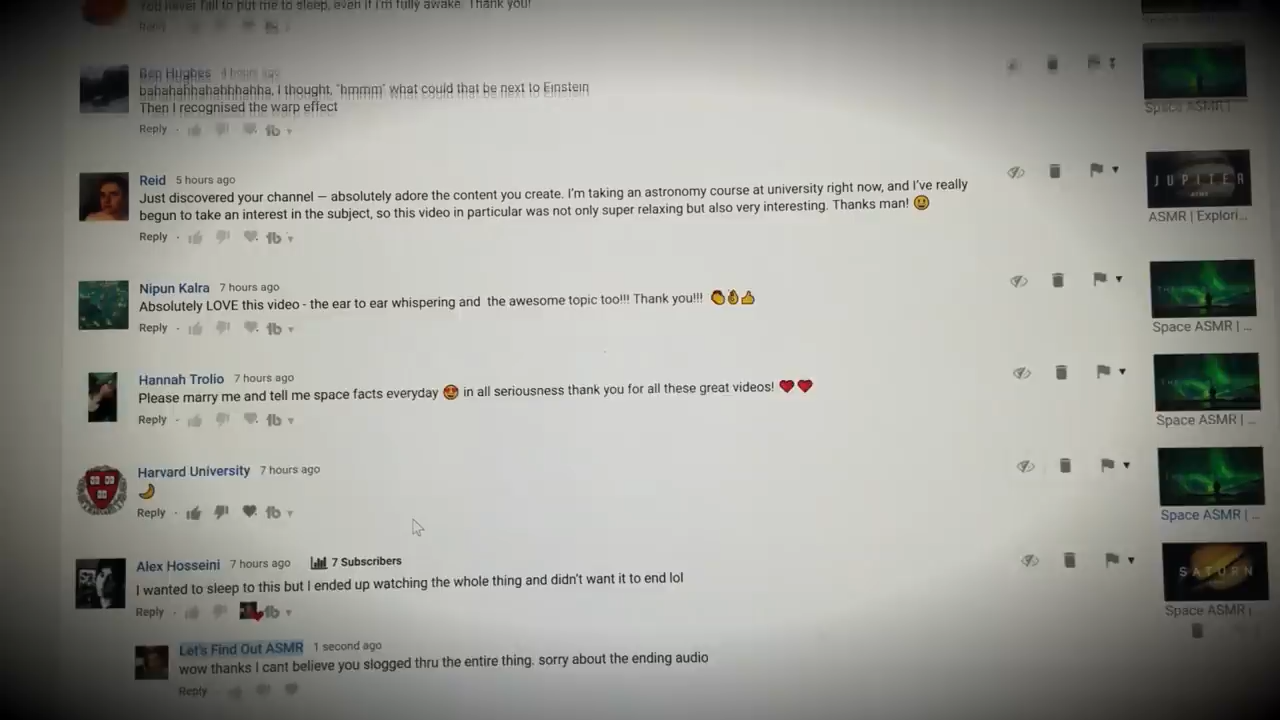 You never fail to put me to sleep, even if I'm fully awake. Thank you!
Reply
Ben Hughes 4 hours ago
bahahahhahahhhahha, I thought, "hmmm" what could that be next to Einstein
Then I recognised the warp effect
Reply
Space ASMR |
Reid 5 hours ago
Just discovered your channel — absolutely adore the content you create. I'm taking an astronomy course at university right now, and I've really
begun to take an interest in the subject, so this video in particular was not only super relaxing but also very interesting. Thanks man! 🙂
Reply
JUPITER
ASMR
ASMR | Explori...
Nipun Kalra 7 hours ago
Absolutely LOVE this video - the ear to ear whispering and the awesome topic too!!! Thank you!!! 👏👌👍
Reply
Space ASMR | ...
Hannah Trolio 7 hours ago
Please marry me and tell me space facts everyday 😍 in all seriousness thank you for all these great videos! ❤❤
Reply
Space ASMR | ...
Harvard University 7 hours ago
🌙
Reply
Space ASMR | ...
Alex Hosseini 7 hours ago 7 Subscribers
I wanted to sleep to this but I ended up watching the whole thing and didn't want it to end lol
Reply
SATURN
Space ASMR |
Let's Find Out ASMR 1 second ago
wow thanks I cant believe you slogged thru the entire thing. sorry about the ending audio
Reply